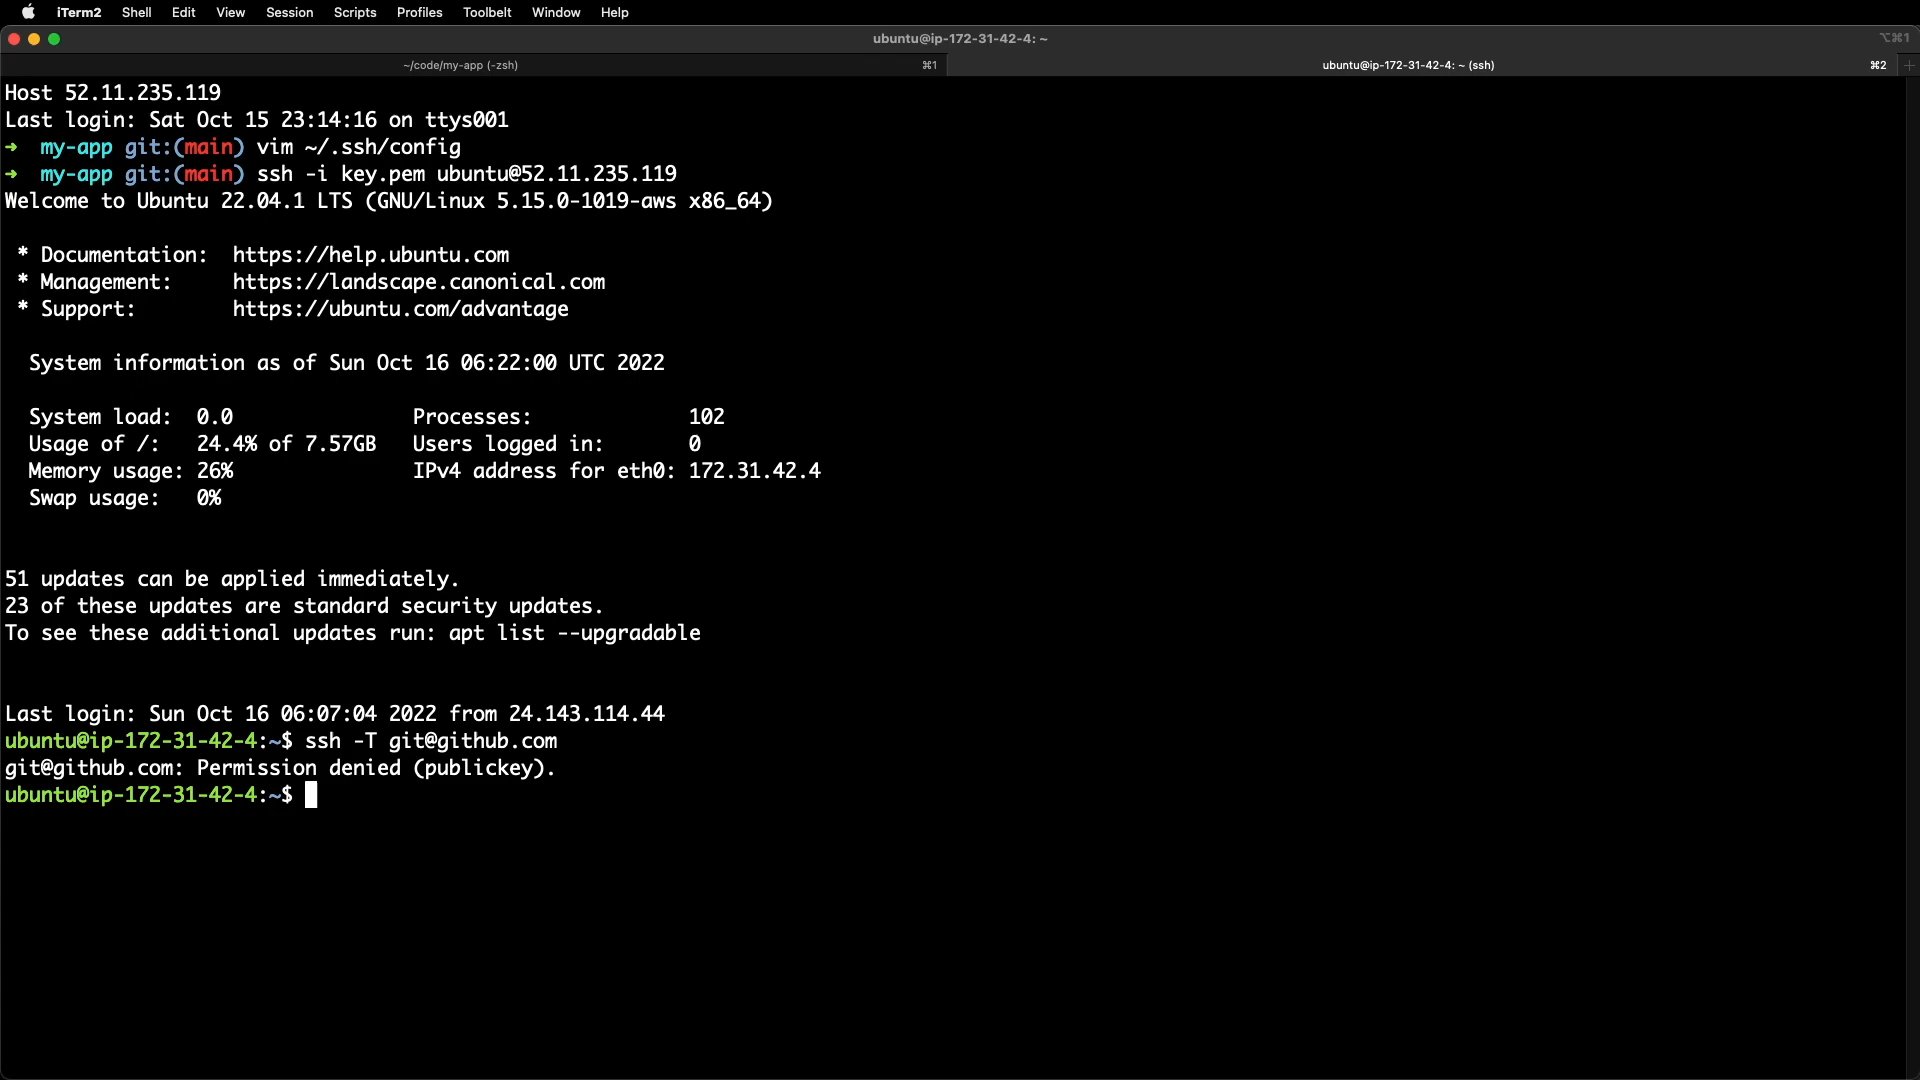 iTerm2 Shell Edit View Session Scripts Profiles Toolbelt Window Help
ubuntu@ip-172-31-42-4: ~ ⌥⌘1
~/code/my-app (-zsh) ⌘1 ubuntu@ip-172-31-42-4: ~ (ssh) ⌘2 +
Host 52.11.235.119
Last login: Sat Oct 15 23:14:16 on ttys001
→ my-app git:(main) vim ~/.ssh/config
→ my-app git:(main) ssh -i key.pem ubuntu@52.11.235.119
Welcome to Ubuntu 22.04.1 LTS (GNU/Linux 5.15.0-1019-aws x86_64)
* Documentation: https://help.ubuntu.com
* Management: https://landscape.canonical.com
* Support: https://ubuntu.com/advantage
System information as of Sun Oct 16 06:22:00 UTC 2022
System load: 0.0 Processes: 102
Usage of /: 24.4% of 7.57GB Users logged in: 0
Memory usage: 26% IPv4 address for eth0: 172.31.42.4
Swap usage: 0%
51 updates can be applied immediately.
23 of these updates are standard security updates.
To see these additional updates run: apt list --upgradable
Last login: Sun Oct 16 06:07:04 2022 from 24.143.114.44
ubuntu@ip-172-31-42-4:~$ ssh -T git@github.com
git@github.com: Permission denied (publickey).
ubuntu@ip-172-31-42-4:~$